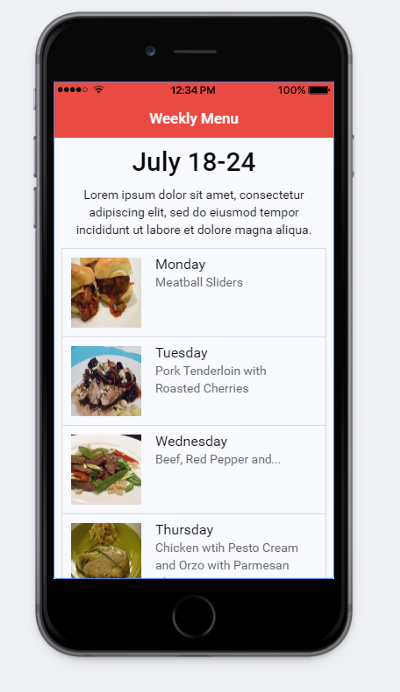 12:34 PM
100%
Weekly Menu
July 18-24
Lorem ipsum dolor sit amet, consectetur
adipiscing elit, sed do eiusmod tempor
incididunt ut labore et dolore magna aliqua.
Monday
Meatball Sliders
Tuesday
Pork Tenderloin with
Roasted Cherries
Wednesday
Beef, Red Pepper and...
Thursday
Chicken wtih Pesto Cream
and Orzo with Parmesan